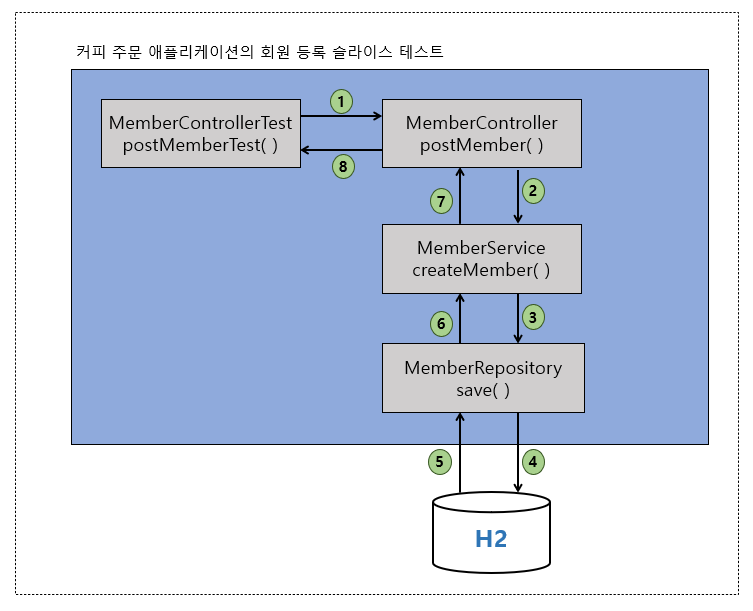 커피 주문 애플리케이션의 회원 등록 슬라이스 테스트
1
MemberControllerTest
postMemberTest( )
MemberController
postMember( )
8
7
2
MemberService
createMember( )
6
3
MemberRepository
save( )
5
4
H2